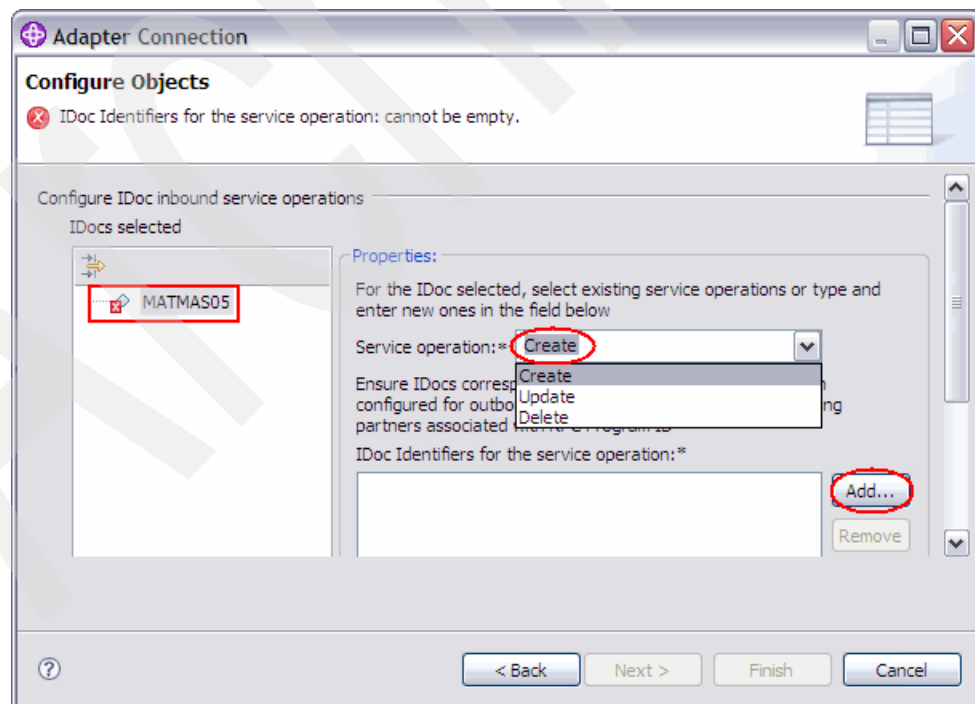 Adapter Connection
Configure Objects
IDoc Identifiers for the service operation: cannot be empty.
Configure IDoc inbound service operations
IDocs selected
MATMAS05
Properties:
For the IDoc selected, select existing service operations or type and
enter new ones in the field below
Service operation:* Create
Create
Update
Delete
Ensure IDocs corresp
configured for outbo ng
partners associated
IDoc Identifiers for the service operation:*
Add...
Remove
< Back Next > Finish Cancel